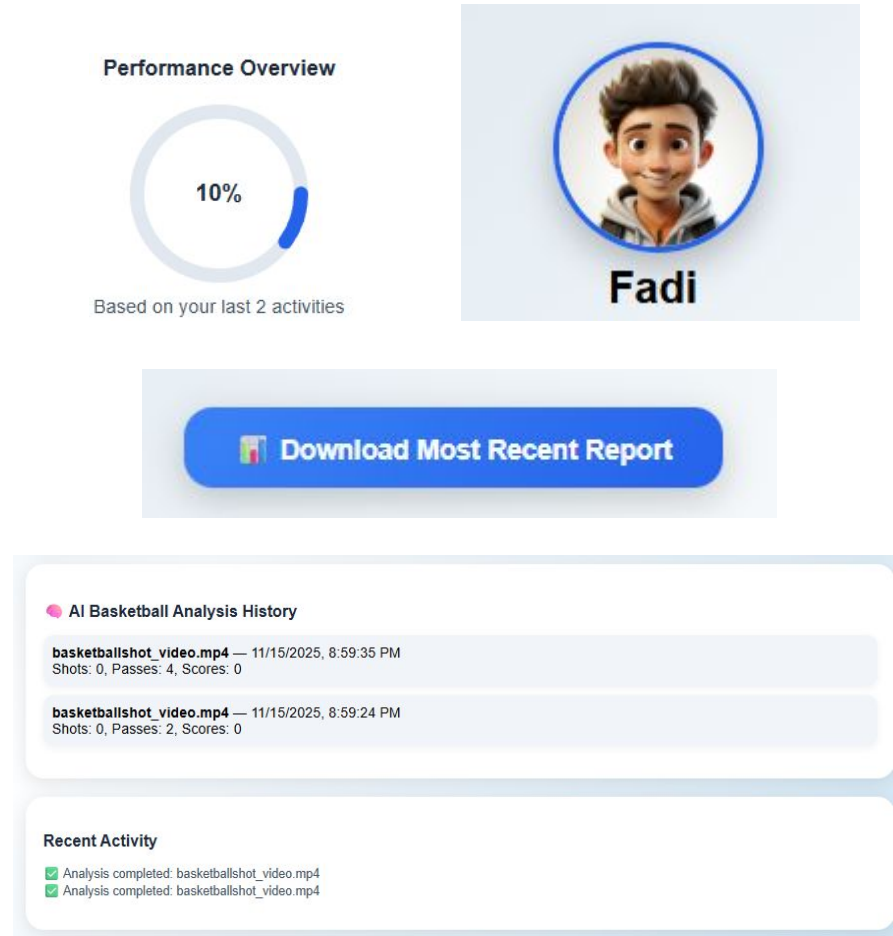 Performance Overview
10%
Based on your last 2 activities
Fadi
📊 Download Most Recent Report
🧠 AI Basketball Analysis History
basketballshot_video.mp4 — 11/15/2025, 8:59:35 PM
Shots: 0, Passes: 4, Scores: 0
basketballshot_video.mp4 — 11/15/2025, 8:59:24 PM
Shots: 0, Passes: 2, Scores: 0
Recent Activity
✅ Analysis completed: basketballshot_video.mp4
✅ Analysis completed: basketballshot_video.mp4